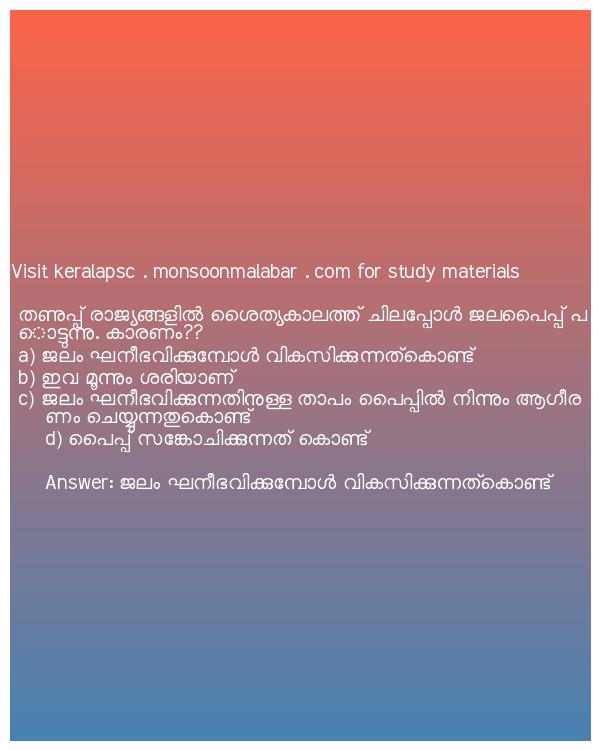 Visit keralapsc . monsoonmalabar . com for study materials
തണുപ്പ് രാജ്യങ്ങളിൽ ശൈത്യകാലത്ത് ചിലപ്പോൾ ജലപൈപ്പ് പ
ൊട്ടുന്നു. കാരണം??
a) ജലം ഘനീഭവിക്കുമ്പോൾ വികസിക്കുന്നത്കൊണ്ട്
b) ഇവ മൂന്നും ശരിയാണ്
c) ജലം ഘനീഭവിക്കുന്നതിനുള്ള താപം പൈപ്പിൽ നിന്നും ആഗീര
ണം ചെയ്യുന്നതുകൊണ്ട്
d) പൈപ്പ് സങ്കോചിക്കുന്നത് കൊണ്ട്
Answer: ജലം ഘനീഭവിക്കുമ്പോൾ വികസിക്കുന്നത്കൊണ്ട്